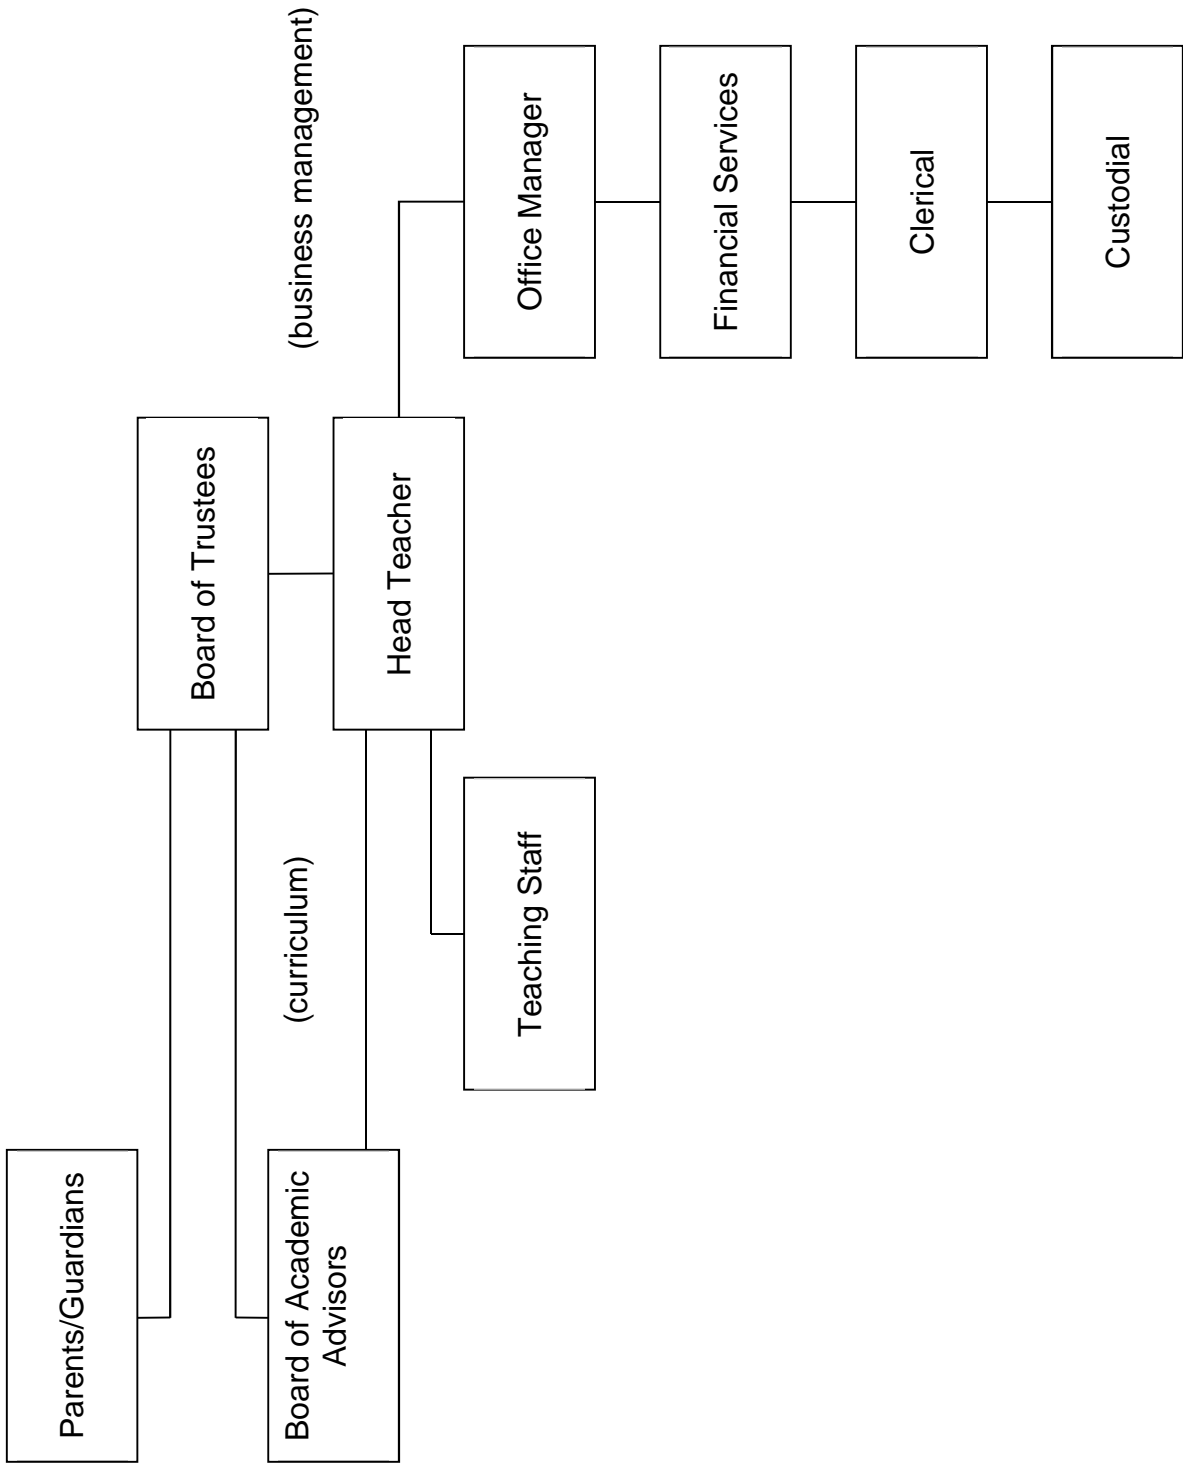 Parents/Guardians
Board of Trustees
Board of Academic
Advisors
(curriculum)
(business management)
Head Teacher
Teaching Staff
Office Manager
Financial Services
Clerical
Custodial